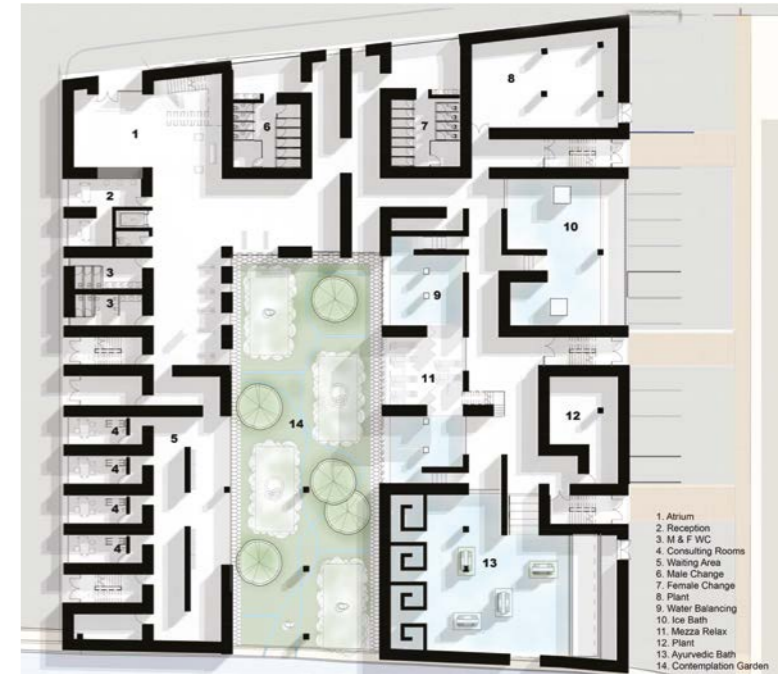 8
6
7
1
2
10
3
9
3
11
12
14
4
5
4
4
4
13
1. Atrium
2. Reception
3. M & F WC
4. Consulting Rooms
5. Waiting Area
6. Male Change
7. Female Change
8. Plant
9. Water Balancing
10. Ice Bath
11. Mezza Relax
12. Plant
13. Ayurvedic Bath
14. Contemplation Garden